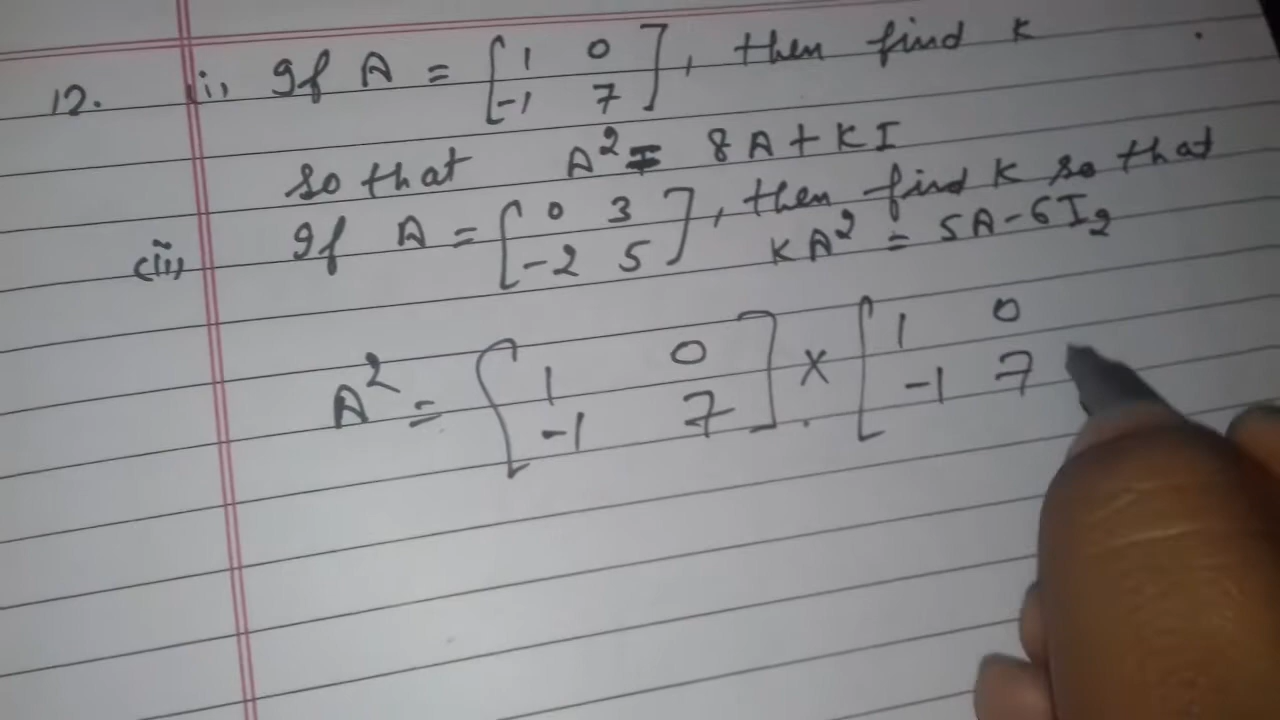 12. (i) If A = [1 0], then find K
[-1 7]
so that A² = 8A + KI
(ii) If A = [0 3], then find K so that
[-2 5] KA² = 5A - 6I₂
A² = [1 0] × [1 0
[-1 7] [-1 7